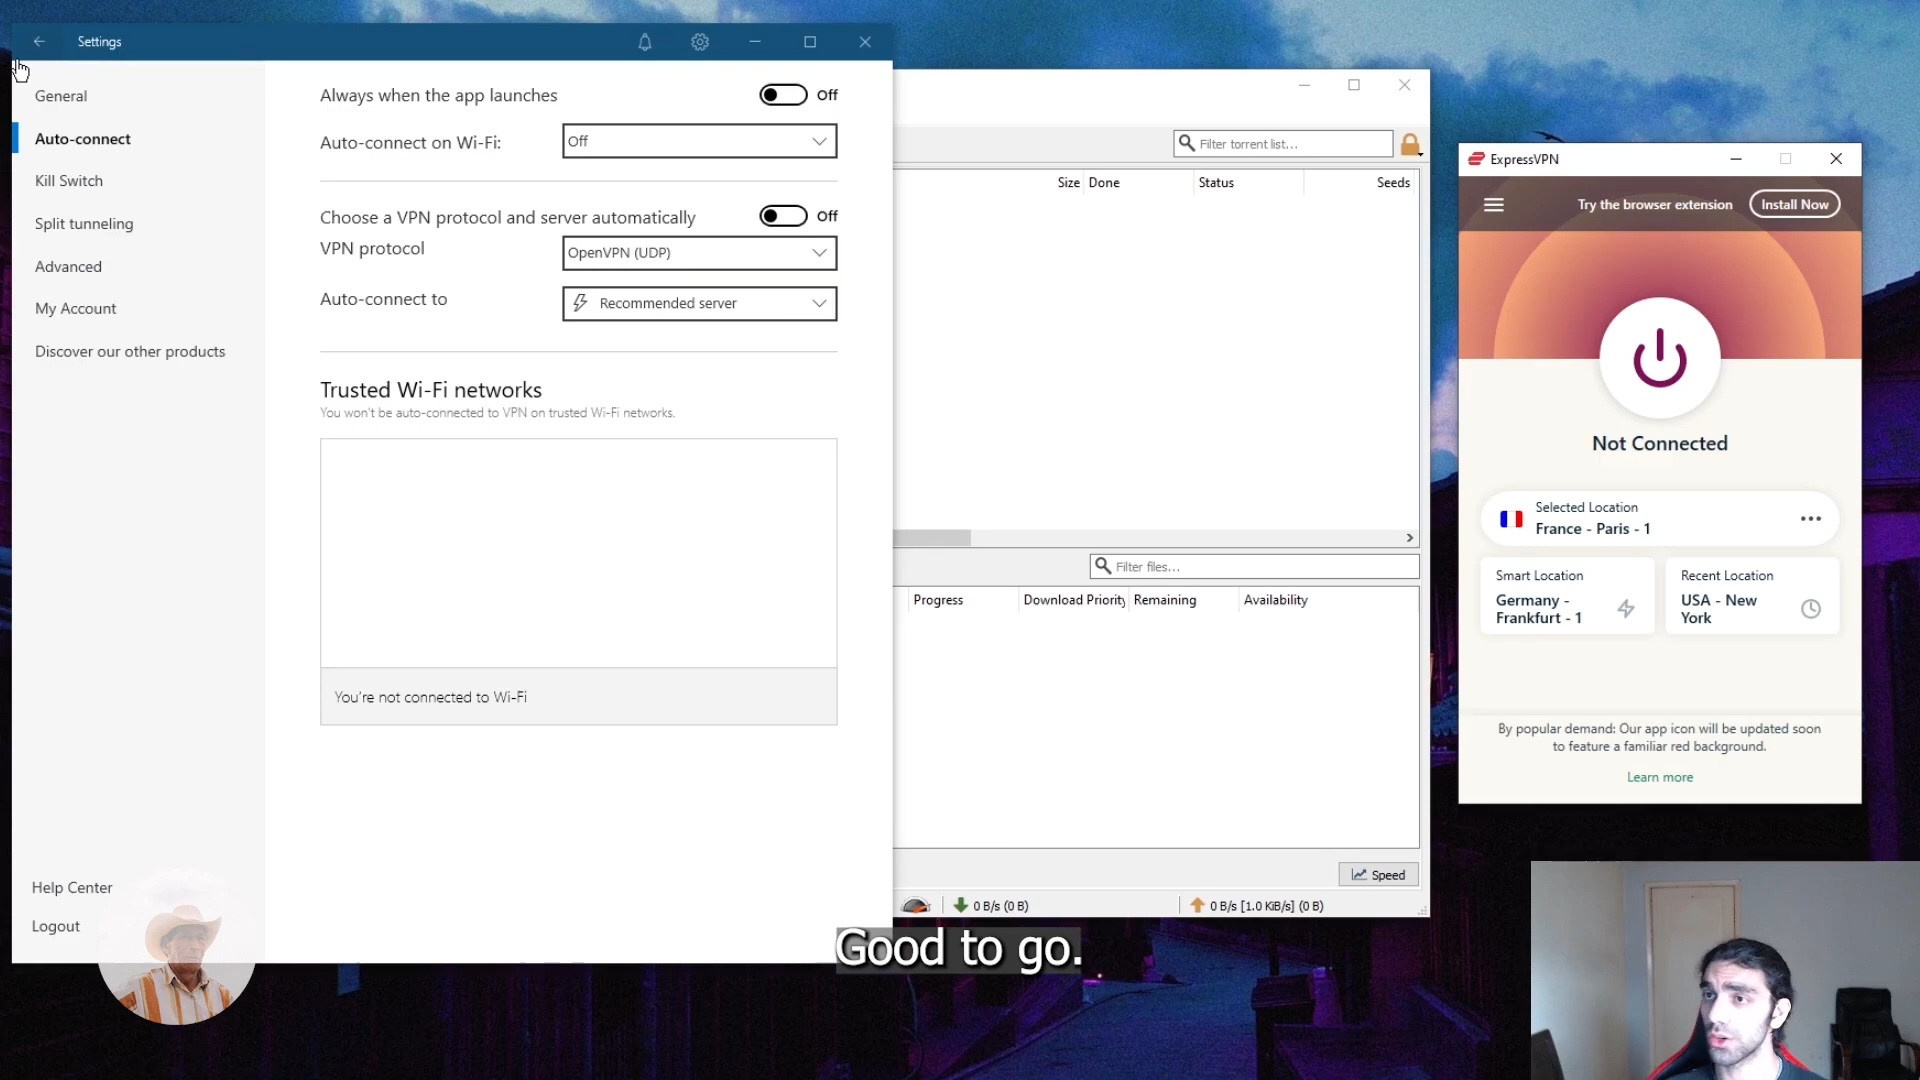 Settings
General
Auto-connect
Kill Switch
Split tunneling
Advanced
My Account
Discover our other products
Help Center
Logout
Always when the app launches
Off
Auto-connect on Wi-Fi:
Off
Choose a VPN protocol and server automatically
Off
VPN protocol
OpenVPN (UDP)
Auto-connect to
Recommended server
Trusted Wi-Fi networks
You won't be auto-connected to VPN on trusted Wi-Fi networks.
You're not connected to Wi-Fi
Filter torrent list...
Size Done Status Seeds
Filter files...
Progress Download Priority Remaining Availability
Speed
0 B/s (0 B)
0 B/s [1.0 KiB/s] (0 B)
ExpressVPN
Try the browser extension
Install Now
Not Connected
Selected Location
France - Paris - 1
Smart Location
Germany -
Frankfurt - 1
Recent Location
USA - New
York
By popular demand: Our app icon will be updated soon
to feature a familiar red background.
Learn more
Good to go.